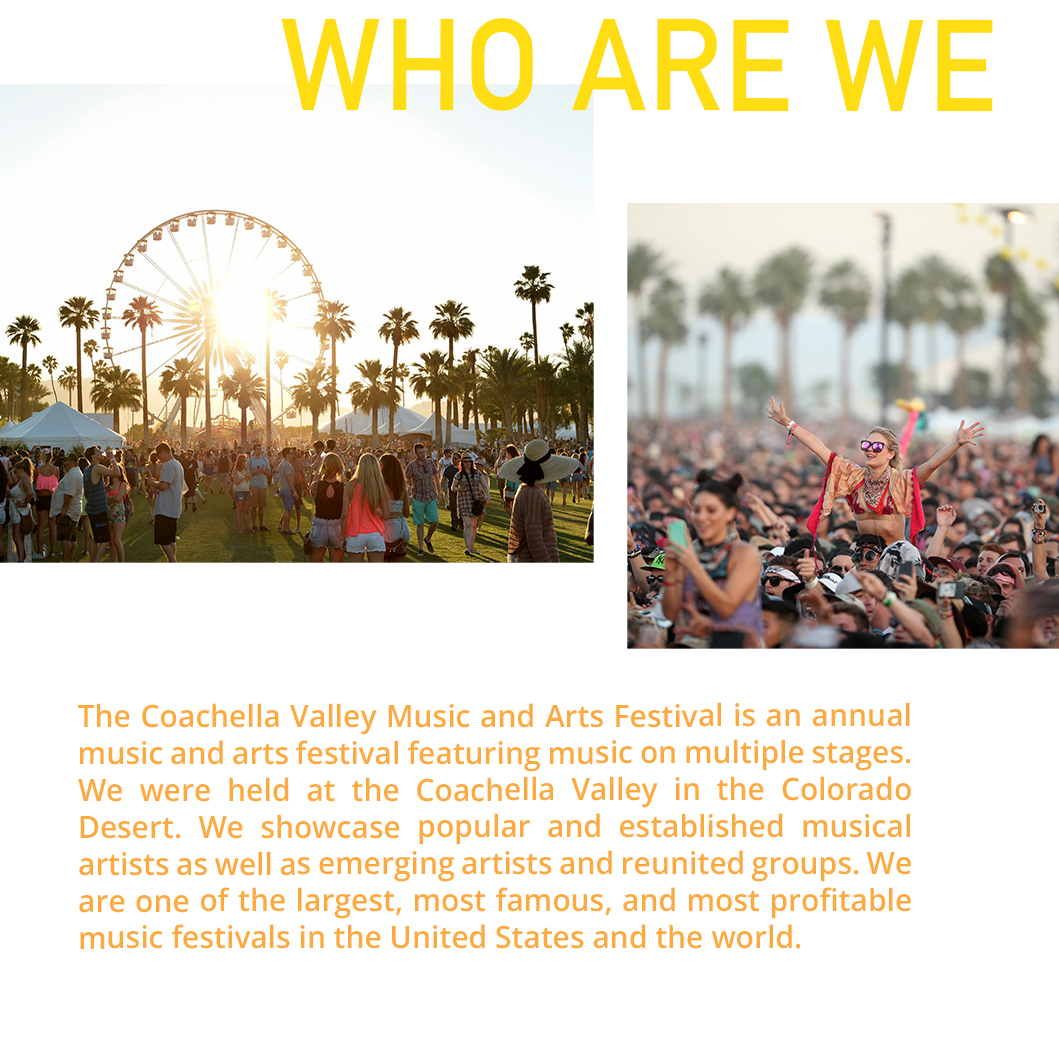 WHO ARE WE
The Coachella Valley Music and Arts Festival is an annual
music and arts festival featuring music on multiple stages.
We were held at the Coachella Valley in the Colorado
Desert. We showcase popular and established musical
artists as well as emerging artists and reunited groups. We
are one of the largest, most famous, and most profitable
music festivals in the United States and the world.